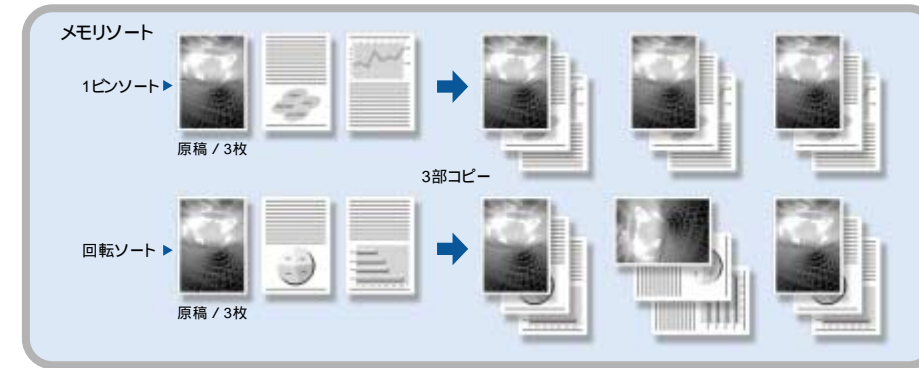 メモリソート
1ビンソート
原稿 / 3枚
3部コピー
回転ソート
原稿 / 3枚